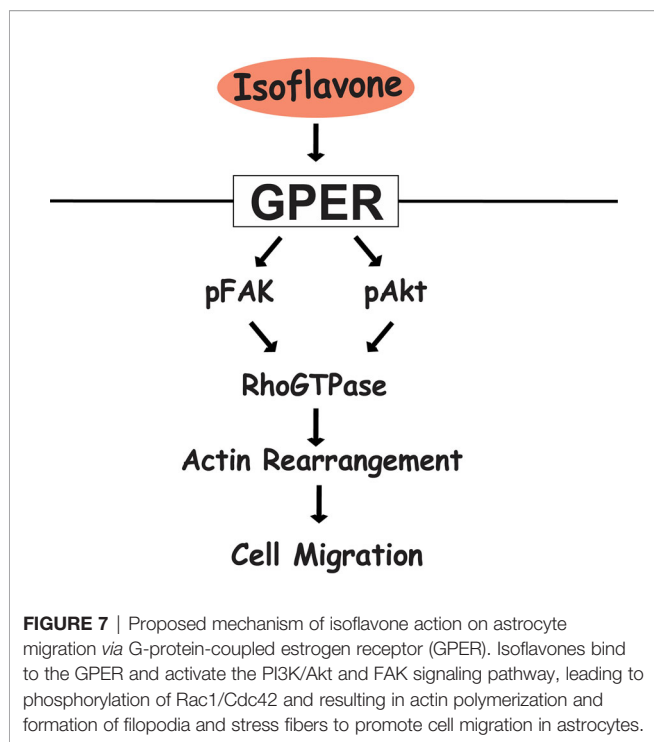 Isoflavone
GPER
pFAK pAkt
RhoGTPase
Actin Rearrangement
Cell Migration
FIGURE 7 | Proposed mechanism of isoflavone action on astrocyte
migration via G-protein-coupled estrogen receptor (GPER). Isoflavones bind
to the GPER and activate the PI3K/Akt and FAK signaling pathway, leading to
phosphorylation of Rac1/Cdc42 and resulting in actin polymerization and
formation of filopodia and stress fibers to promote cell migration in astrocytes.